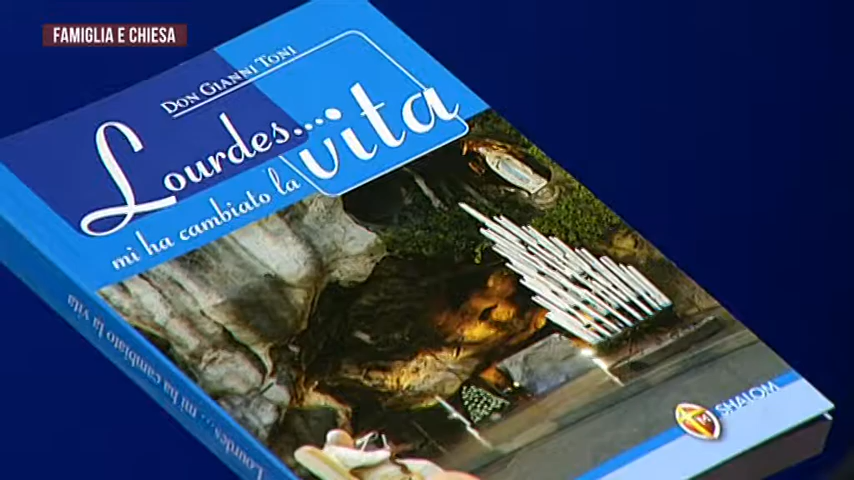 FAMIGLIA E CHIESA
DON GIANNI TONI
Lourdes.... vita
mi ha cambiato la
Lourdes... mi ha cambiato la vita
M SHALOM